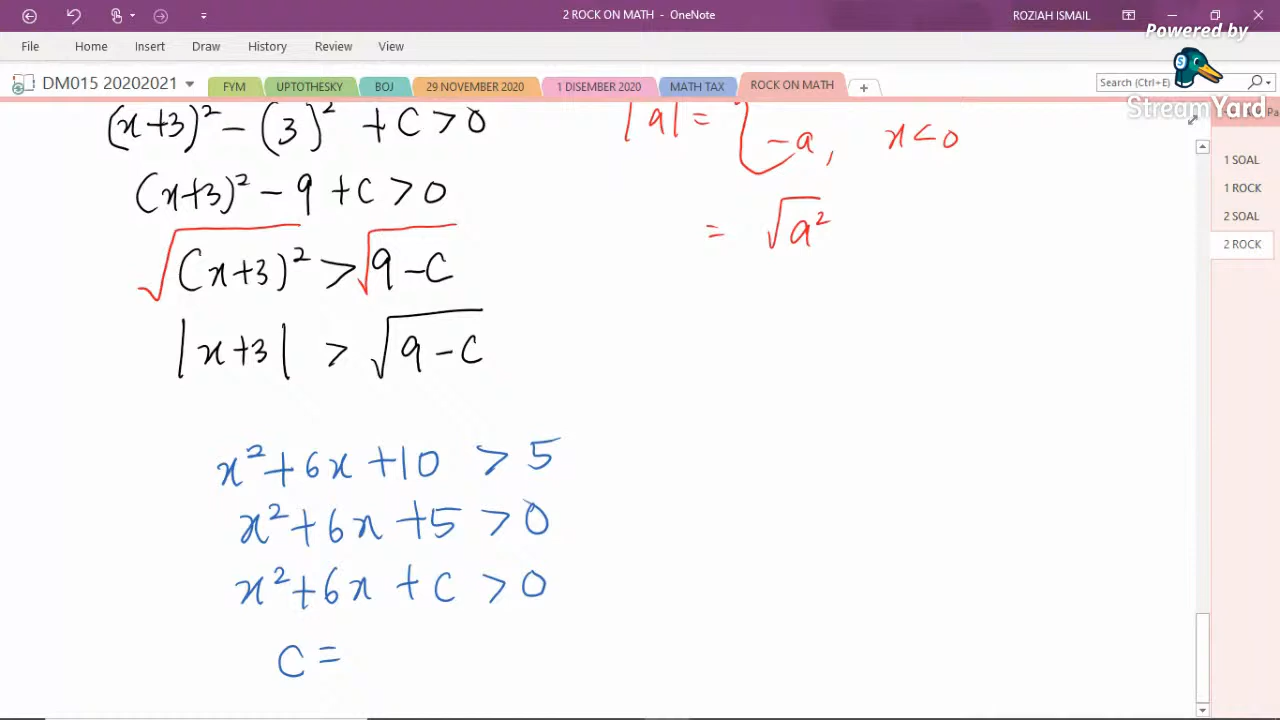 2 ROCK ON MATH - OneNote
ROZIAH ISMAIL
Powered by
StreamYard
File Home Insert Draw History Review View
DM015 20202021
FYM UPTOTHESKY BOJ 29 NOVEMBER 2020 1 DISEMBER 2020 MATH TAX ROCK ON MATH +
Search (Ctrl+E)
1 SOAL
1 ROCK
2 SOAL
2 ROCK
(x+3)² - (3)² + C > 0
(x+3)² - 9 + C > 0
√(x+3)² > √9-C
|x+3| > √9-C
|a| = { -a, x<0
= √a²
x²+6x+10 > 5
x²+6x+5 > 0
x²+6x+C > 0
C =